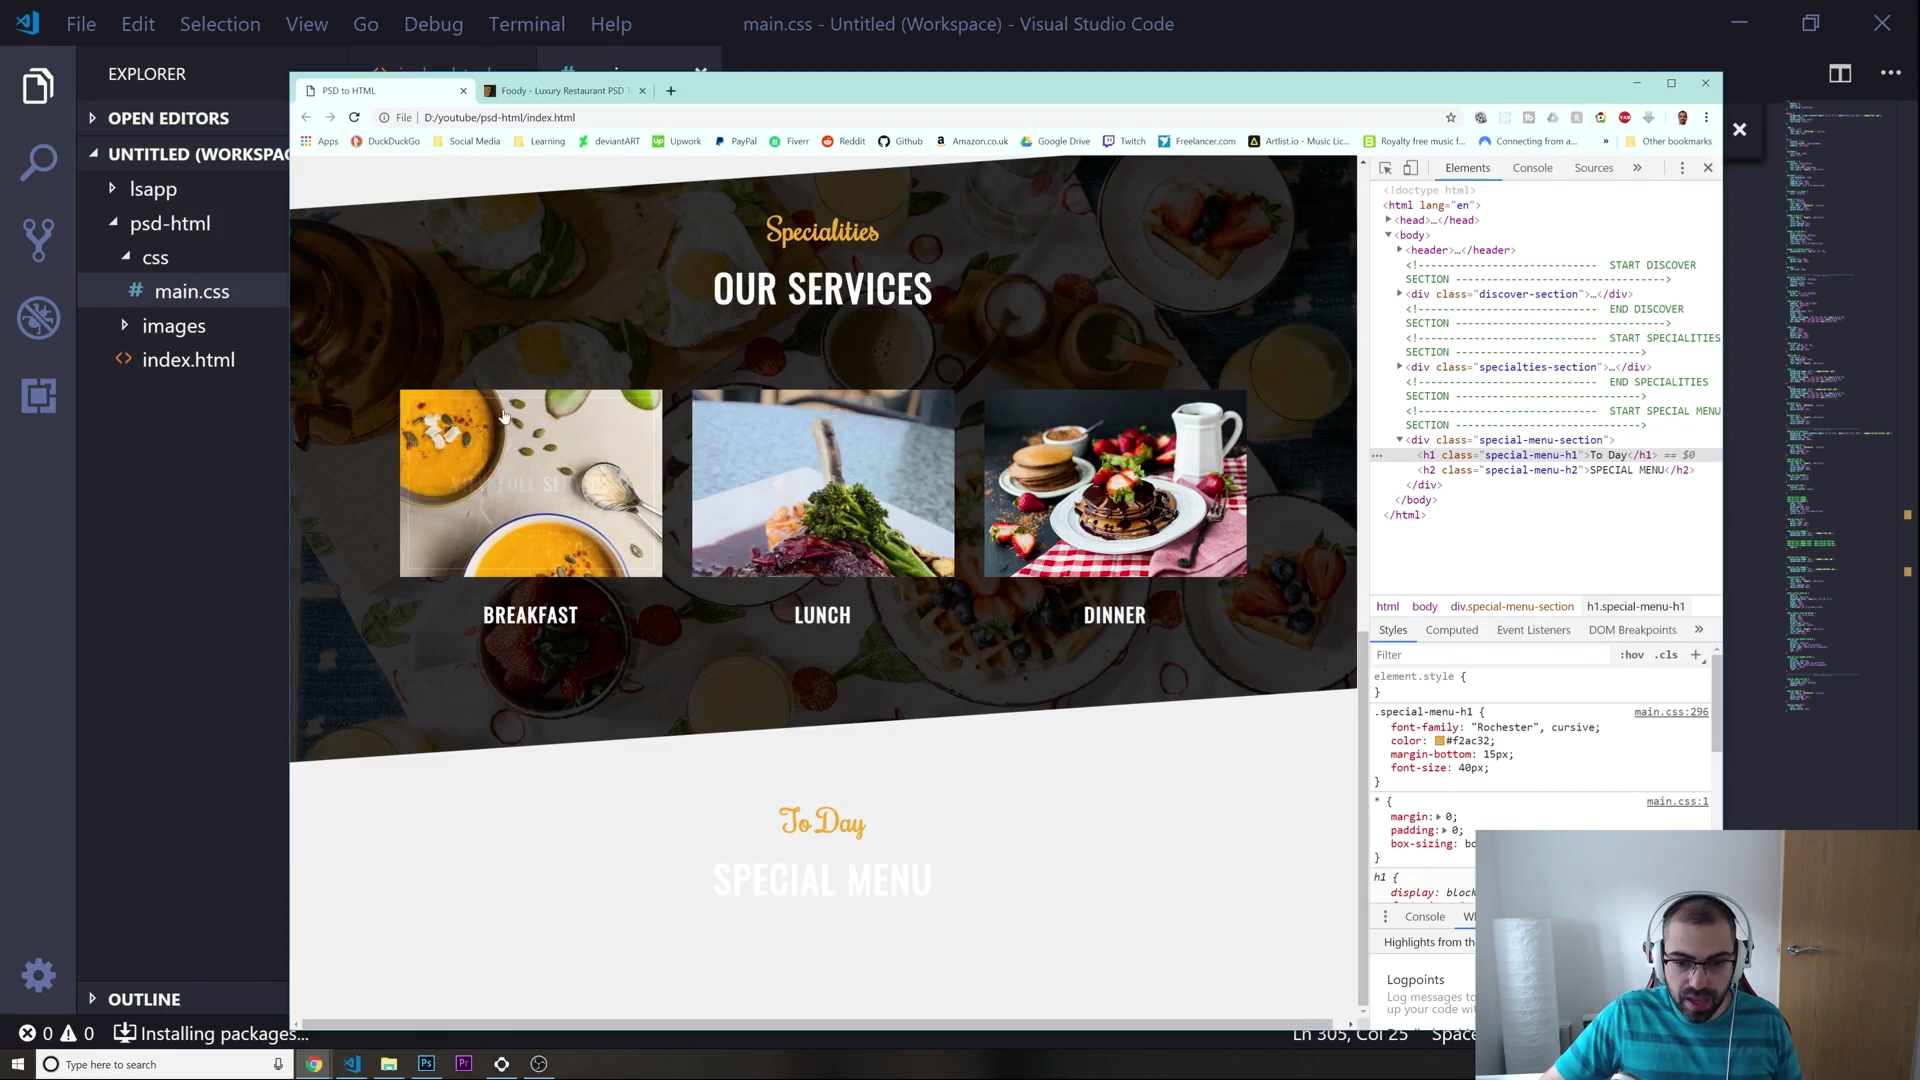 File Edit Selection View Go Debug Terminal Help
main.css - Untitled (Workspace) - Visual Studio Code
EXPLORER
OPEN EDITORS
UNTITLED (WORKSPAC
lsapp
psd-html
css
# main.css
images
index.html
OUTLINE
0 0 Installing packages...
Ln 305, Col 25 Space
PSD to HTML
Foody - Luxury Restaurant PSD T
File D:/youtube/psd-html/index.html
Apps DuckDuckGo Social Media Learning deviantART Upwork PayPal Fiverr Reddit Github Amazon.co.uk Google Drive Twitch Freelancer.com Artlist.io - Music Lic... Royalty free music f... Connecting from a... » Other bookmarks
Specialities
OUR SERVICES
BREAKFAST
LUNCH
DINNER
To Day
SPECIAL MENU
Elements Console Sources »
<!doctype html>
<html lang="en">
<head>…</head>
<body>
<header>…</header>
<!---------------------------- START DISCOVER
SECTION ---------------------------->
<div class="discover-section">…</div>
<!---------------------------- END DISCOVER
SECTION ---------------------------->
<!---------------------------- START SPECIALITIES
SECTION ------------------------>
<div class="specialties-section">…</div>
<!---------------------------- END SPECIALITIES
SECTION ------------------------>
<!---------------------------- START SPECIAL MENU
SECTION ------------------------>
<div class="special-menu-section">
<h1 class="special-menu-h1">To Day</h1> == $0
<h2 class="special-menu-h2">SPECIAL MENU</h2>
</div>
</body>
</html>
html body div.special-menu-section h1.special-menu-h1
Styles Computed Event Listeners DOM Breakpoints »
Filter :hov .cls +
element.style {
}
.special-menu-h1 { main.css:296
font-family: "Rochester", cursive;
color: #f2ac32;
margin-bottom: 15px;
font-size: 40px;
}
* { main.css:1
margin: 0;
padding: 0;
box-sizing: bo
}
h1 {
display: block
Console Wh
Highlights from the
Logpoints
Log messages to
up your code wit
Type here to search
Ps
Pr